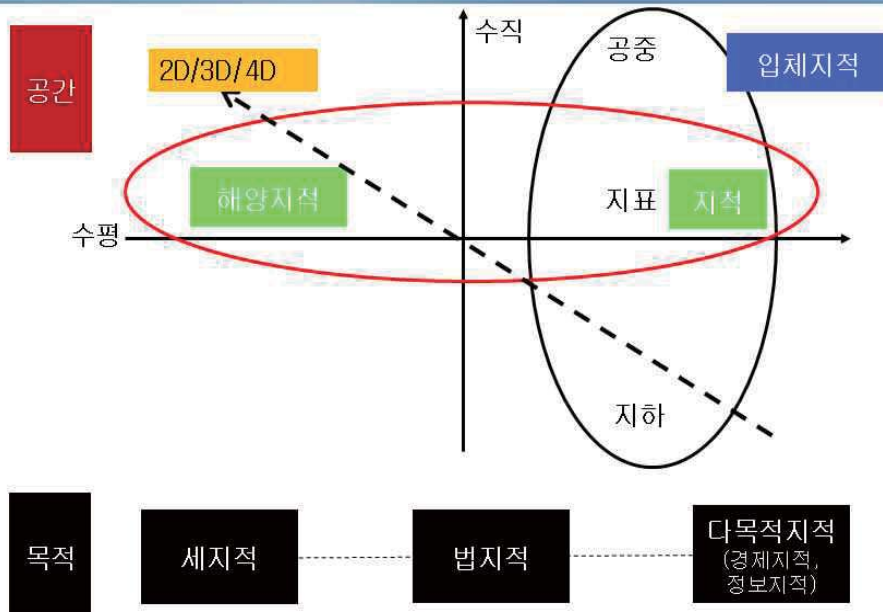 수직
공중
입체지적
2D/3D/4D
공간
해양지적
지표
지적
수평
지하
목적
세지적
법지적
다목적지적
(경제지적,
정보지적)